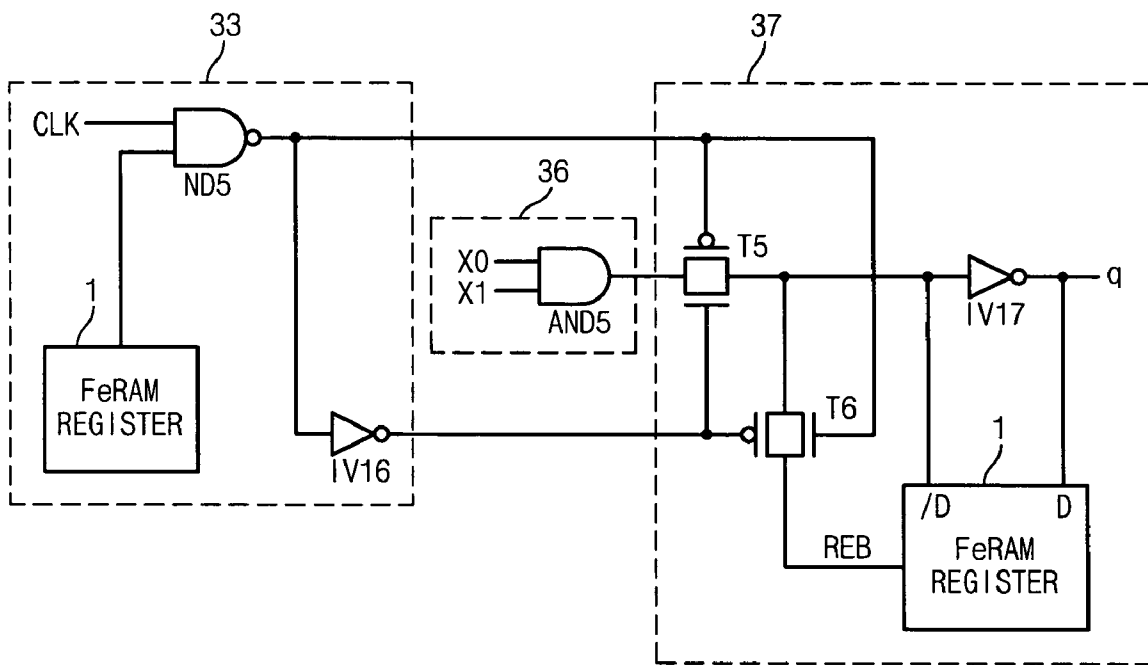 33
37
CLK
ND5
36
T5
X0
X1
AND5
q
IV17
1
FeRAM
REGISTER
T6
IV16
1
/D D
REB
FeRAM
REGISTER